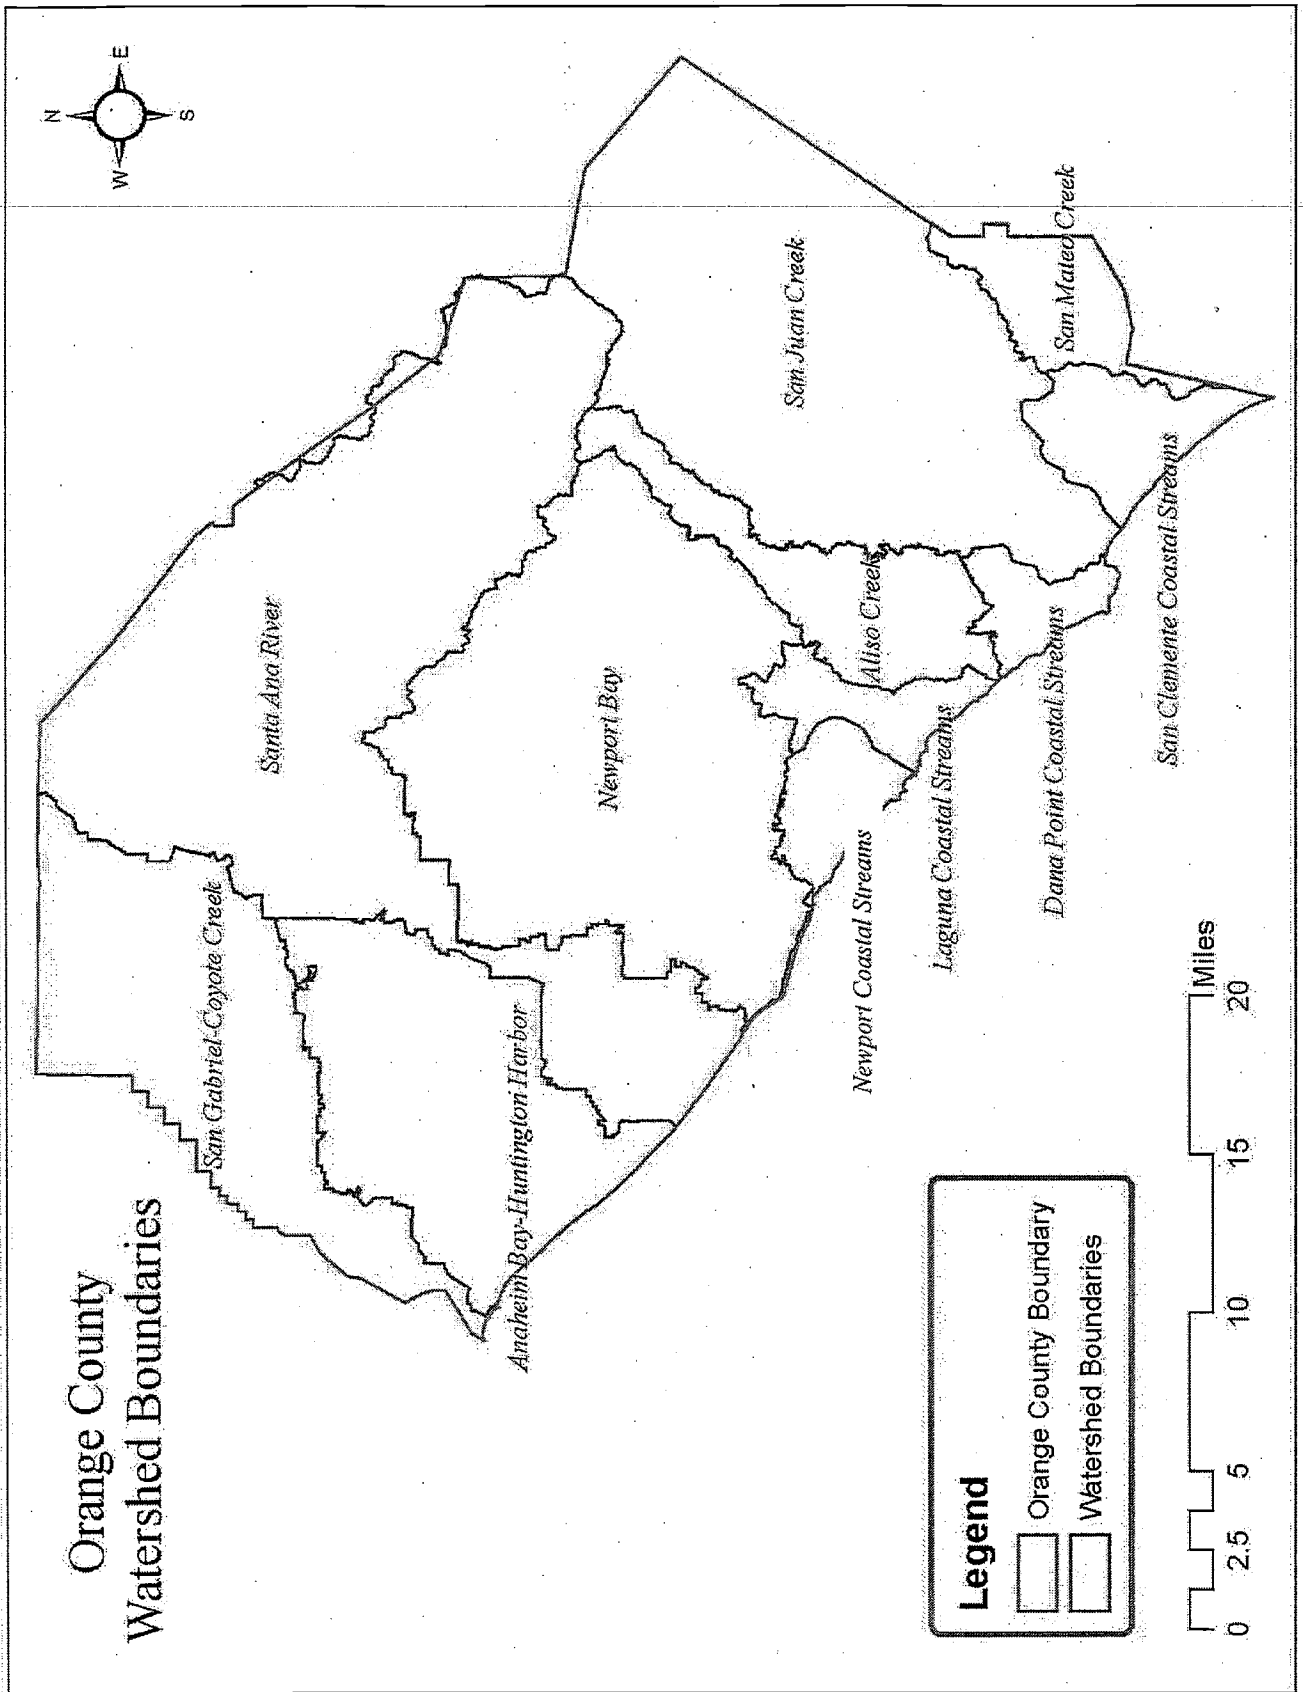 Orange County
Watershed Boundaries
N
W
E
S
San Gabriel-Coyote Creek
Santa Ana River
Anaheim Bay-Huntington Harbor
Newport Bay
San Juan Creek
Aliso Creek
Newport Coastal Streams
Laguna Coastal Streams
Dana Point Coastal Streams
San Clemente Coastal Streams
San Mateo Creek
Legend
Orange County Boundary
Watershed Boundaries
0 2.5 5 10 15 20
Miles